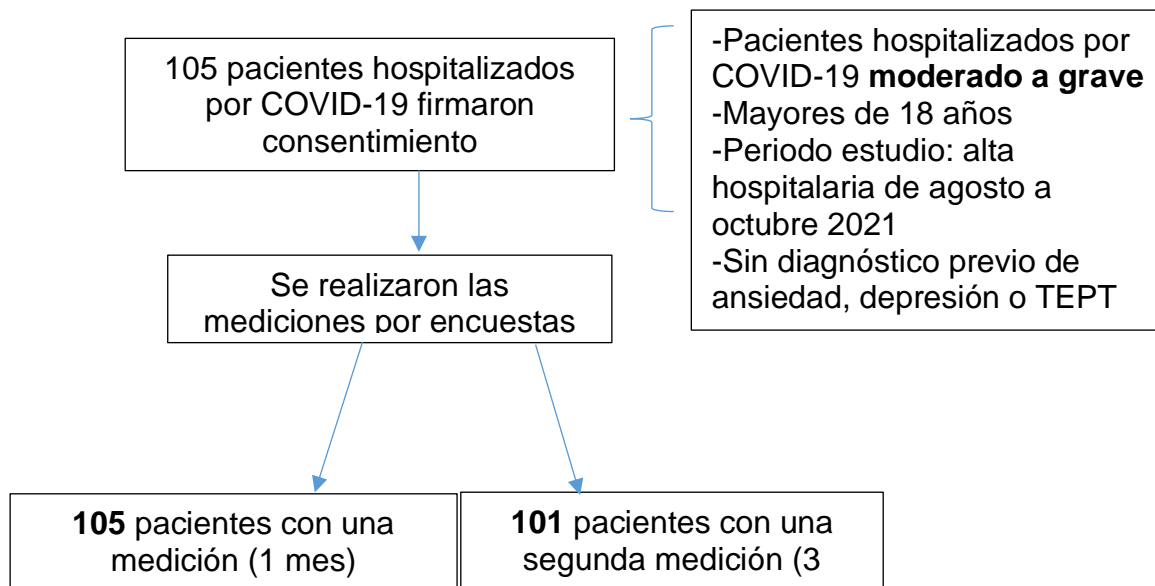 105 pacientes hospitalizados
por COVID-19 firmaron
consentimiento
-Pacientes hospitalizados por
COVID-19 moderado a grave
-Mayores de 18 años
-Periodo estudio: alta
hospitalaria de agosto a
octubre 2021
-Sin diagnóstico previo de
ansiedad, depresión o TEPT
Se realizaron las
mediciones por encuestas
105 pacientes con una
medición (1 mes)
101 pacientes con una
segunda medición (3